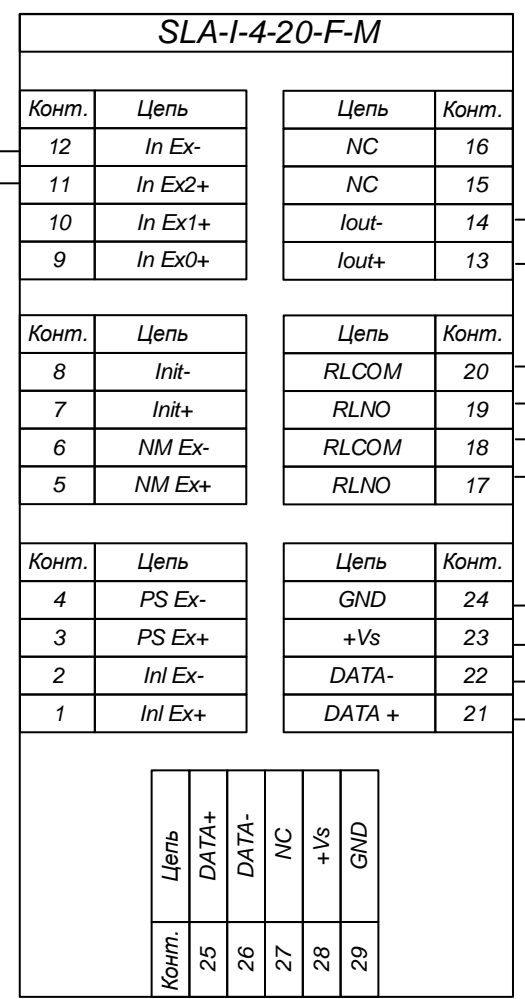 SLA-I-4-20-F-M
Конт. Цепь
12 In Ex-
11 In Ex2+
10 In Ex1+
9 In Ex0+
Цепь Конт.
NC 16
NC 15
Iout- 14
Iout+ 13
Конт. Цепь
8 Init-
7 Init+
6 NM Ex-
5 NM Ex+
Цепь Конт.
RLCOM 20
RLNO 19
RLCOM 18
RLNO 17
Конт. Цепь
4 PS Ex-
3 PS Ex+
2 Inl Ex-
1 Inl Ex+
Цепь Конт.
GND 24
+Vs 23
DATA- 22
DATA + 21
Конт. Цепь
25 DATA+
26 DATA-
27 NC
28 +Vs
29 GND